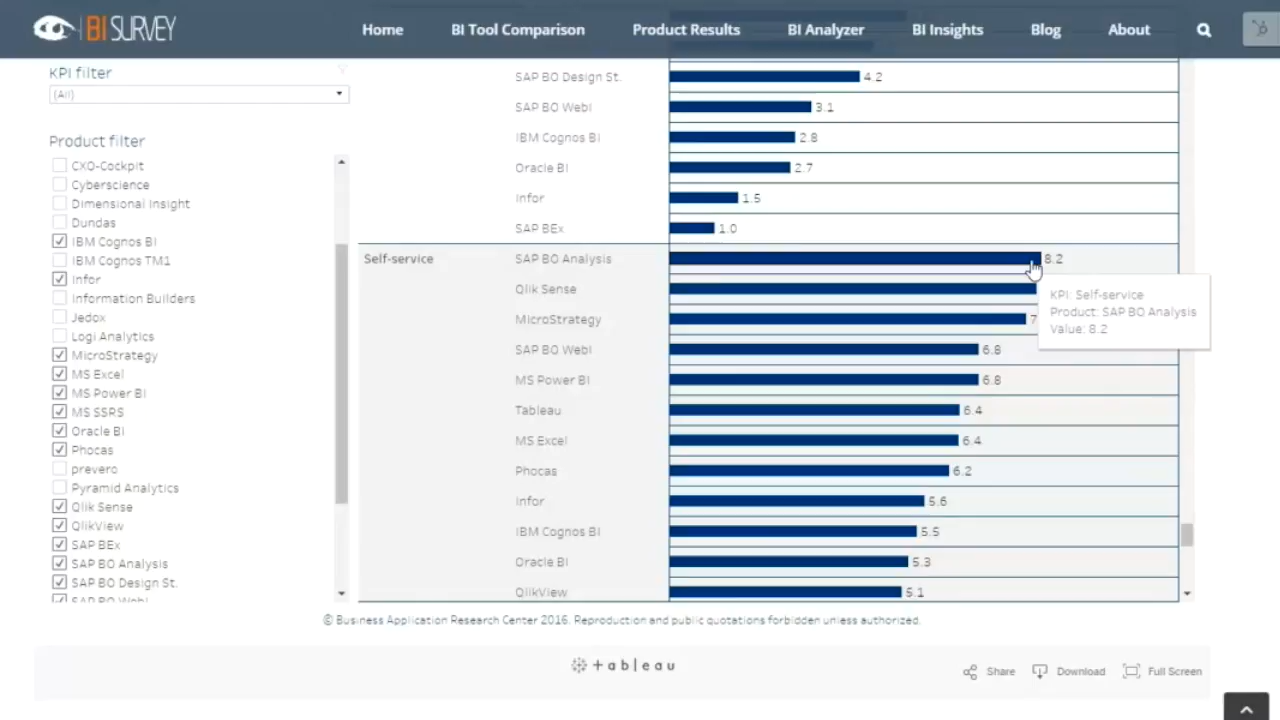 BI SURVEY
Home
BI Tool Comparison
Product Results
BI Analyzer
BI Insights
Blog
About
KPI filter
(All)
Product filter
CXO-Cockpit
Cyberscience
Dimensional Insight
Dundas
IBM Cognos BI
IBM Cognos TM1
Infor
Information Builders
Jedox
Logi Analytics
MicroStrategy
MS Excel
MS Power BI
MS SSRS
Oracle BI
Phocas
prevero
Pyramid Analytics
Qlik Sense
QlikView
SAP BEx
SAP BO Analysis
SAP BO Design St.
SAP BO WebI
SAP BO Design St. 4.2
SAP BO WebI 3.1
IBM Cognos BI 2.8
Oracle BI 2.7
Infor 1.5
SAP BEx 1.0
Self-service SAP BO Analysis 8.2
Qlik Sense
MicroStrategy 7
SAP BO WebI 6.8
MS Power BI 6.8
Tableau 6.4
MS Excel 6.4
Phocas 6.2
Infor 5.6
IBM Cognos BI 5.5
Oracle BI 5.3
QlikView 5.1
KPI: Self-service
Product: SAP BO Analysis
Value: 8.2
© Business Application Research Center 2016. Reproduction and public quotations forbidden unless authorized.
+ableau
Share
Download
Full Screen